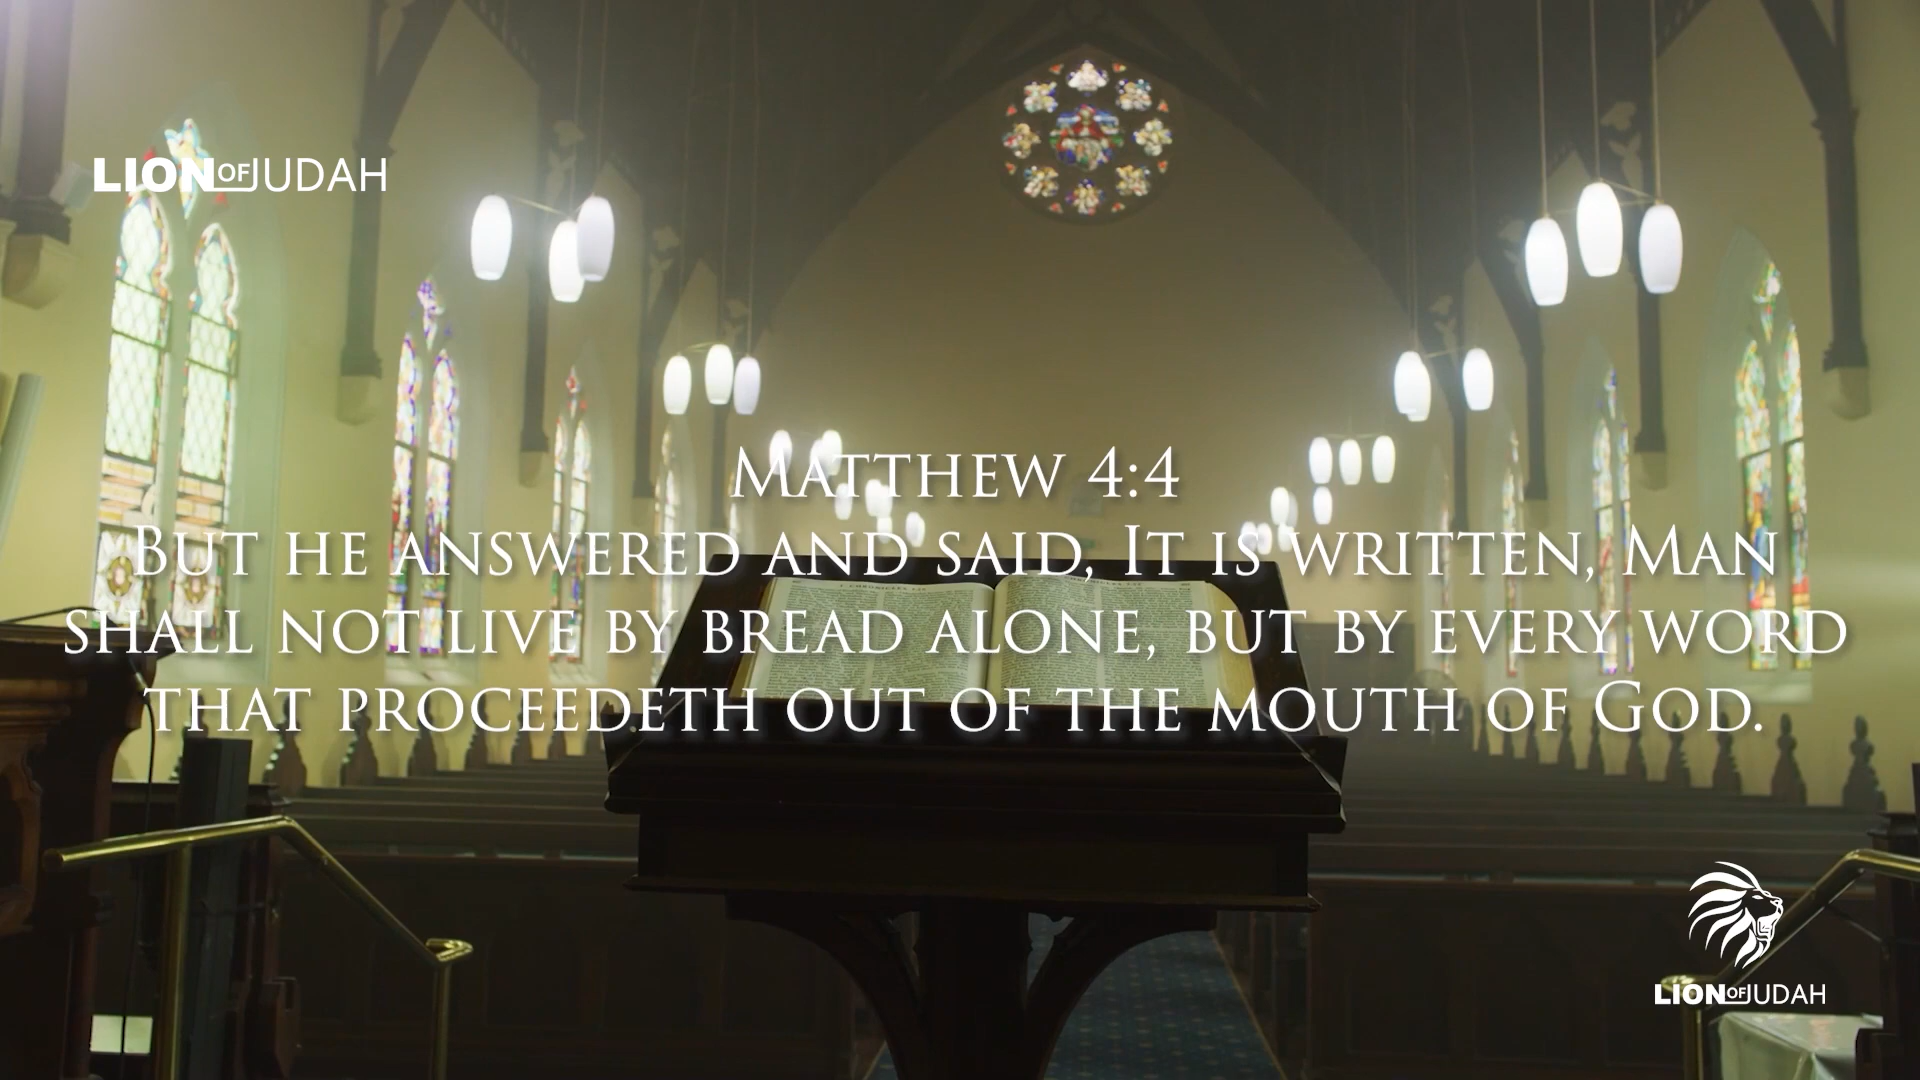 LION OF JUDAH
Matthew 4:4
But he answered and said, It is written, Man
shall not live by bread alone, but by every word
that proceedeth out of the mouth of God.
LION OF JUDAH